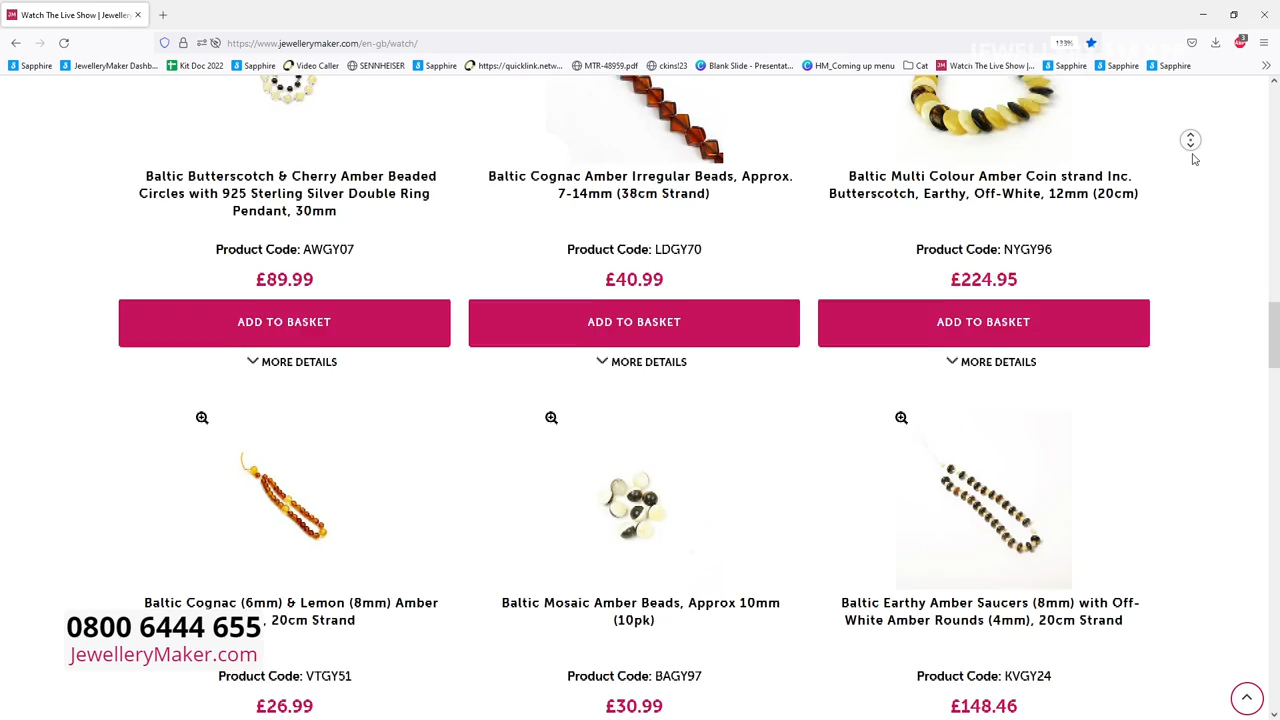 Watch The Live Show | Jeweller
https://www.jewellerymaker.com
gb/watch/
133%
3
Sapphire
JewelleryMaker Dashb...
Kit Doc 2022
Sapphire
Video Caller
SENNHEISER
Sapphire
https://quicklink.netw...
MTR-48959.pdf
ckins!23
Blank Slide - Presentat...
HM_Coming up menu
Cat
Watch The Live Show |...
Sapphire
Sapphire
Sapphire
Baltic Butterscotch & Cherry Amber Beaded
Circles with 925 Sterling Silver Double Ring
Pendant, 30mm
Product Code: AWGY07
£89.99
ADD TO BASKET
MORE DETAILS
Baltic Cognac Amber Irregular Beads, Approx.
7-14mm (38cm Strand)
Product Code: LDGY70
£40.99
ADD TO BASKET
MORE DETAILS
Baltic Multi Colour Amber Coin strand Inc.
Butterscotch, Earthy, Off-White, 12mm (20cm)
Product Code: NYGY96
£224.95
ADD TO BASKET
MORE DETAILS
Baltic Cognac (6mm) & Lemon (8mm) Amber
, 20cm Strand
Product Code: VTGY51
£26.99
Baltic Mosaic Amber Beads, Approx 10mm
(10pk)
Product Code: BAGY97
£30.99
Baltic Earthy Amber Saucers (8mm) with Off-
White Amber Rounds (4mm), 20cm Strand
Product Code: KVGY24
£148.46
0800 6444 655
JewelleryMaker.com